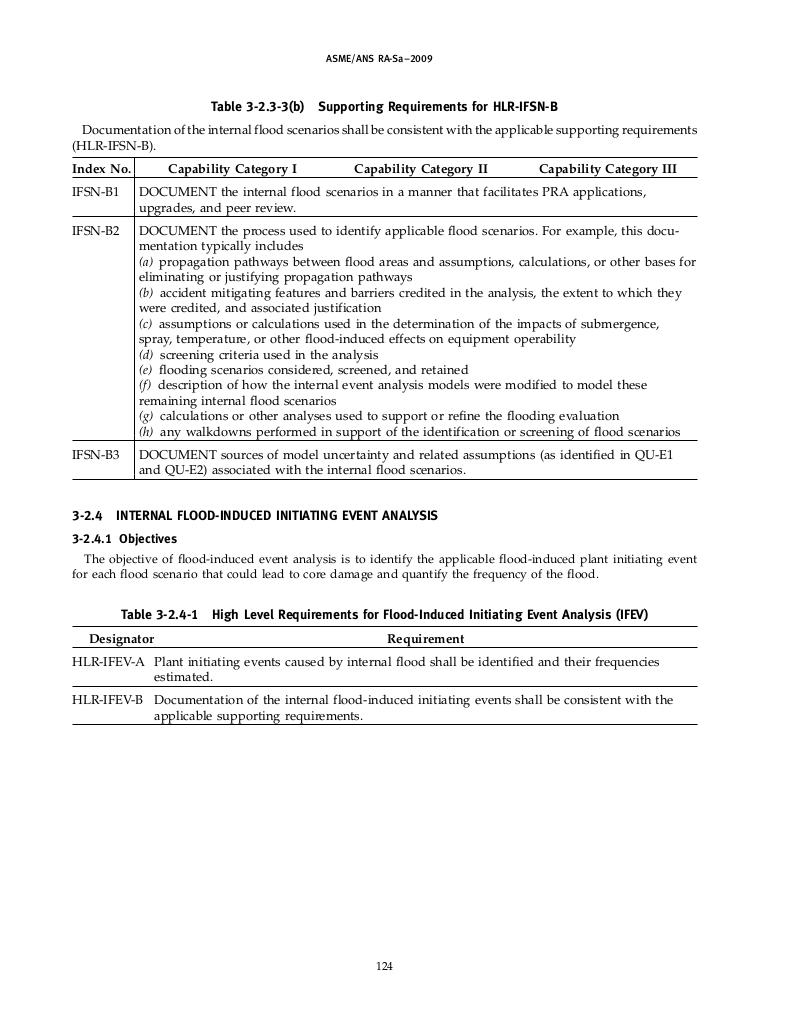 ASME/ANS RA-Sa–2009
Table 3-2.3-3(b) Supporting Requirements for HLR-IFSN-B
Documentation of the internal flood scenarios shall be consistent with the applicable supporting requirements
(HLR-IFSN-B).
Index No. Capability Category I Capability Category II Capability Category III
IFSN-B1 DOCUMENT the internal flood scenarios in a manner that facilitates PRA applications,
upgrades, and peer review.
IFSN-B2 DOCUMENT the process used to identify applicable flood scenarios. For example, this docu-
mentation typically includes
(a) propagation pathways between flood areas and assumptions, calculations, or other bases for
eliminating or justifying propagation pathways
(b) accident mitigating features and barriers credited in the analysis, the extent to which they
were credited, and associated justification
(c) assumptions or calculations used in the determination of the impacts of submergence,
spray, temperature, or other flood-induced effects on equipment operability
(d) screening criteria used in the analysis
(e) flooding scenarios considered, screened, and retained
(f) description of how the internal event analysis models were modified to model these
remaining internal flood scenarios
(g) calculations or other analyses used to support or refine the flooding evaluation
(h) any walkdowns performed in support of the identification or screening of flood scenarios
IFSN-B3 DOCUMENT sources of model uncertainty and related assumptions (as identified in QU-E1
and QU-E2) associated with the internal flood scenarios.
3-2.4 INTERNAL FLOOD-INDUCED INITIATING EVENT ANALYSIS
3-2.4.1 Objectives
The objective of flood-induced event analysis is to identify the applicable flood-induced plant initiating event
for each flood scenario that could lead to core damage and quantify the frequency of the flood.
Table 3-2.4-1 High Level Requirements for Flood-Induced Initiating Event Analysis (IFEV)
Designator Requirement
HLR-IFEV-A Plant initiating events caused by internal flood shall be identified and their frequencies
estimated.
HLR-IFEV-B Documentation of the internal flood-induced initiating events shall be consistent with the
applicable supporting requirements.
124